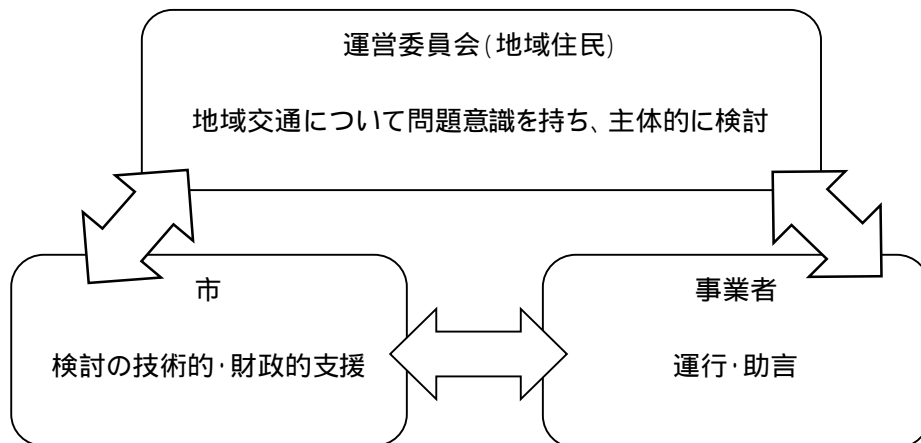 運営委員会(地域住民)
地域交通について問題意識を持ち、主体的に検討
市
検討の技術的・財政的支援
事業者
運行・助言